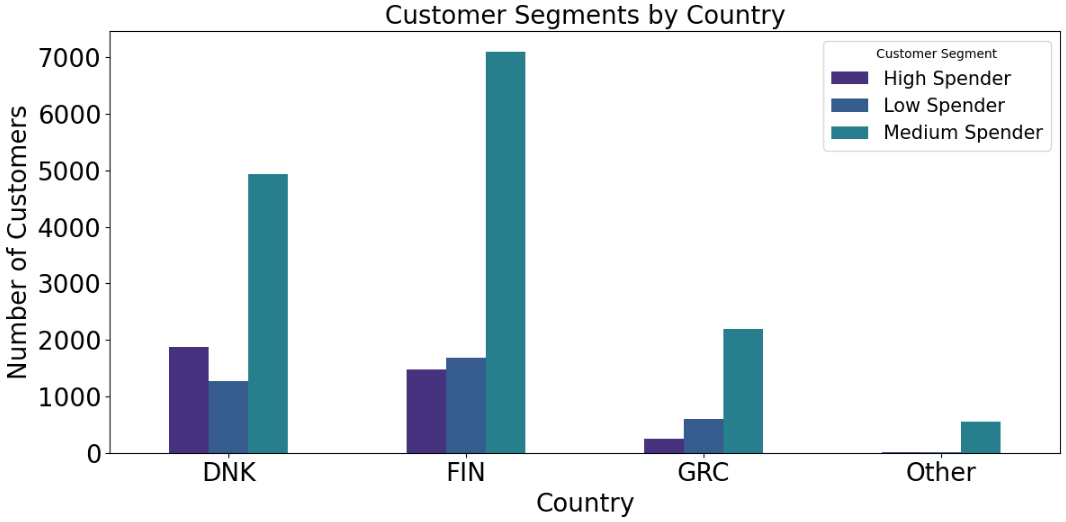 Customer Segments by Country
Customer Segment
High Spender
Low Spender
Medium Spender
Number of Customers
7000
6000
5000
4000
3000
2000
1000
0
DNK FIN GRC Other
Country